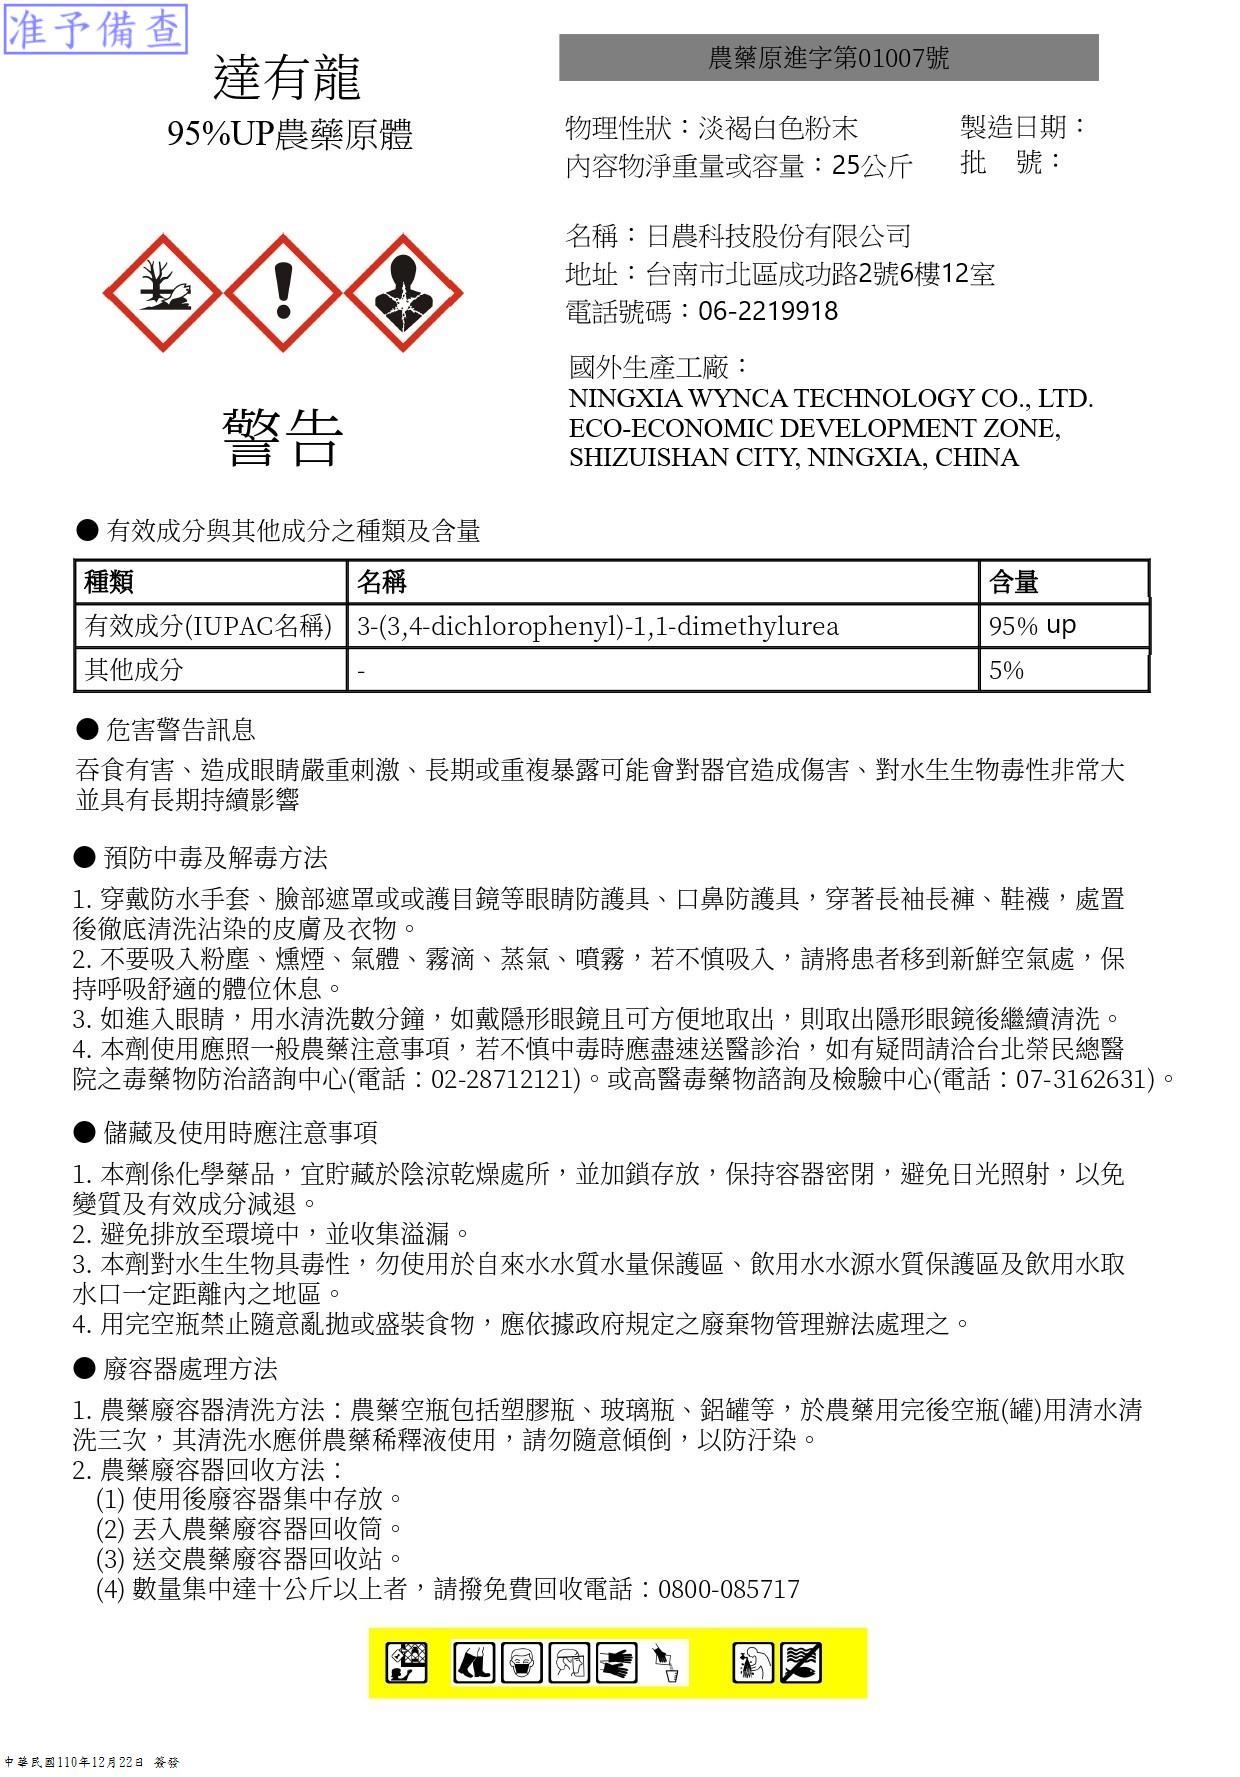 准予備查
達有龍
95%UP農藥原體
農藥原進字第01007號
物理性狀：淡褐白色粉末
製造日期：
內容物淨重量或容量：25公斤
批　號：
名稱：日農科技股份有限公司
地址：台南市北區成功路2號6樓12室
電話號碼：06-2219918
國外生產工廠：
NINGXIA WYNCA TECHNOLOGY CO., LTD.
ECO-ECONOMIC DEVELOPMENT ZONE,
SHIZUISHAN CITY, NINGXIA, CHINA
警告
● 有效成分與其他成分之種類及含量
種類 名稱 含量
有效成分(IUPAC名稱) 3-(3,4-dichlorophenyl)-1,1-dimethylurea 95% up
其他成分 - 5%
● 危害警告訊息
吞食有害、造成眼睛嚴重刺激、長期或重複暴露可能會對器官造成傷害、對水生生物毒性非常大
並具有長期持續影響
● 預防中毒及解毒方法
1. 穿戴防水手套、臉部遮罩或或護目鏡等眼睛防護具、口鼻防護具，穿著長袖長褲、鞋襪，處置
後徹底清洗沾染的皮膚及衣物。
2. 不要吸入粉塵、燻煙、氣體、霧滴、蒸氣、噴霧，若不慎吸入，請將患者移到新鮮空氣處，保
持呼吸舒適的體位休息。
3. 如進入眼睛，用水清洗數分鐘，如戴隱形眼鏡且可方便地取出，則取出隱形眼鏡後繼續清洗。
4. 本劑使用應照一般農藥注意事項，若不慎中毒時應盡速送醫診治，如有疑問請洽台北榮民總醫
院之毒藥物防治諮詢中心(電話：02-28712121)。或高醫毒藥物諮詢及檢驗中心(電話：07-3162631)。
● 儲藏及使用時應注意事項
1. 本劑係化學藥品，宜貯藏於陰涼乾燥處所，並加鎖存放，保持容器密閉，避免日光照射，以免
變質及有效成分減退。
2. 避免排放至環境中，並收集溢漏。
3. 本劑對水生生物具毒性，勿使用於自來水水質水量保護區、飲用水水源水質保護區及飲用水取
水口一定距離內之地區。
4. 用完空瓶禁止隨意亂拋或盛裝食物，應依據政府規定之廢棄物管理辦法處理之。
● 廢容器處理方法
1. 農藥廢容器清洗方法：農藥空瓶包括塑膠瓶、玻璃瓶、鋁罐等，於農藥用完後空瓶(罐)用清水清
洗三次，其清洗水應併農藥稀釋液使用，請勿隨意傾倒，以防汙染。
2. 農藥廢容器回收方法：
(1) 使用後廢容器集中存放。
(2) 丟入農藥廢容器回收筒。
(3) 送交農藥廢容器回收站。
(4) 數量集中達十公斤以上者，請撥免費回收電話：0800-085717
中華民國110年12月22日 簽發